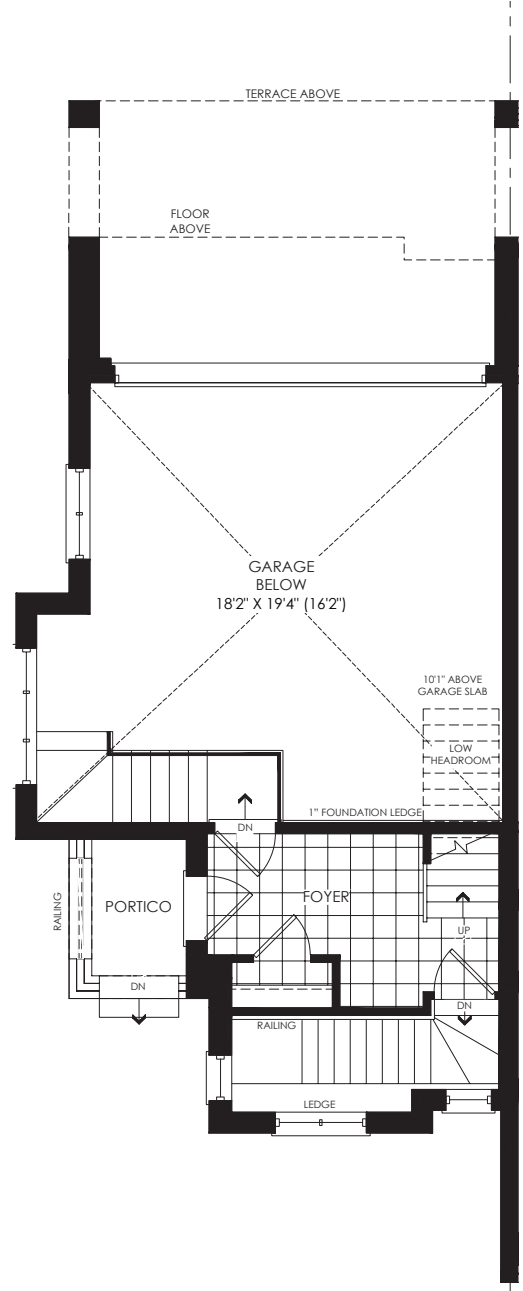 TERRACE ABOVE
FLOOR
ABOVE
GARAGE
BELOW
18'2" X 19'4" (16'2")
10'1" ABOVE
GARAGE SLAB
LOW
HEADROOM
1" FOUNDATION LEDGE
DN
RAILING
PORTICO
FOYER
UP
DN
DN
RAILING
LEDGE